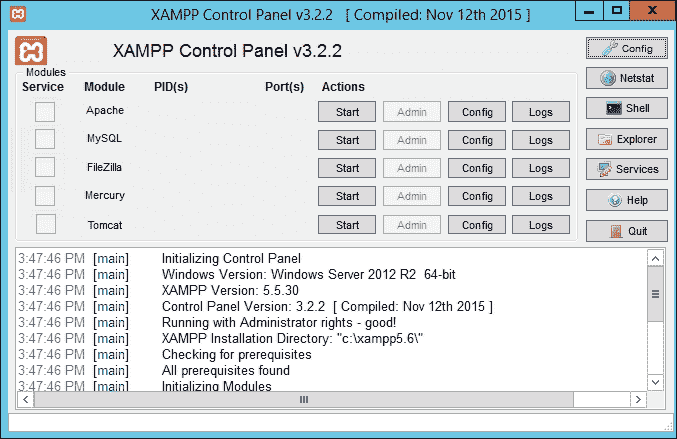 XAMPP Control Panel v3.2.2 [ Compiled: Nov 12th 2015 ]
XAMPP Control Panel v3.2.2
Config
Modules
Service Module PID(s) Port(s) Actions
Netstat
Apache Start Admin Config Logs
Shell
MySQL Start Admin Config Logs
Explorer
FileZilla Start Admin Config Logs
Services
Mercury Start Admin Config Logs
Help
Tomcat Start Admin Config Logs
Quit
3:47:46 PM [main] Initializing Control Panel
3:47:46 PM [main] Windows Version: Windows Server 2012 R2 64-bit
3:47:46 PM [main] XAMPP Version: 5.5.30
3:47:46 PM [main] Control Panel Version: 3.2.2 [ Compiled: Nov 12th 2015 ]
3:47:46 PM [main] Running with Administrator rights - good!
3:47:46 PM [main] XAMPP Installation Directory: "c:\xampp5.6\"
3:47:46 PM [main] Checking for prerequisites
3:47:46 PM [main] All prerequisites found
3:47:46 PM [main] Initializing Modules